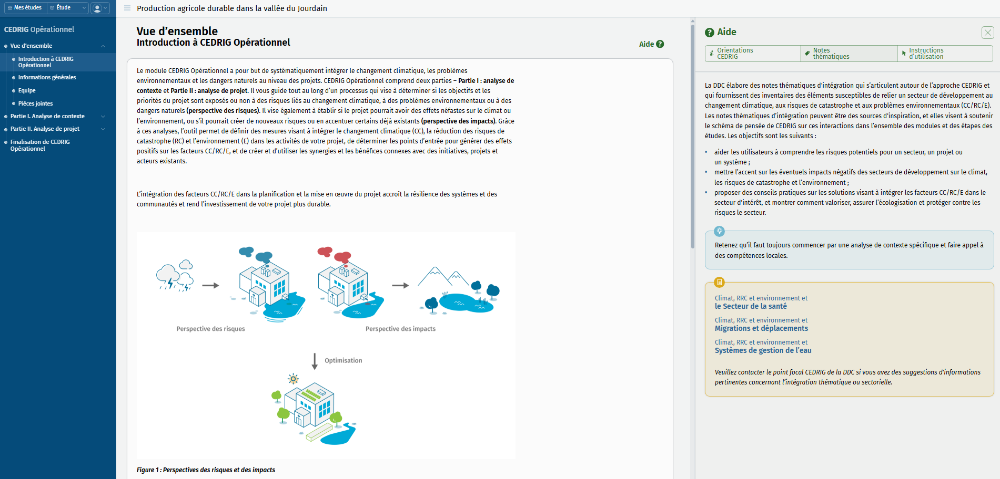 Mes études
Étude
Production agricole durable dans la vallée du Jourdain
CEDRIG Opérationnel
Vue d’ensemble
Introduction à CEDRIG
Opérationnel
Informations générales
Equipe
Pièces jointes
Partie I. Analyse de contexte
Partie II. Analyse de projet
Finalisation de CEDRIG
Opérationnel
Vue d’ensemble
Introduction à CEDRIG Opérationnel
Aide ?
Le module CEDRIG Opérationnel a pour but de systématiquement intégrer le changement climatique, les problèmes
environnementaux et les dangers naturels au niveau des projets. CEDRIG Opérationnel comprend deux parties – Partie I : analyse de
contexte et Partie II : analyse de projet. Il vous guide tout au long d’un processus qui vise à déterminer si les objectifs et les
priorités du projet sont exposés ou non à des risques liés au changement climatique, à des problèmes environnementaux ou à des
dangers naturels (perspective des risques). Il vise également à établir si le projet pourrait avoir des effets néfastes sur le climat ou
l’environnement, ou s’il pourrait créer de nouveaux risques ou en accentuer certains déjà existants (perspective des impacts). Grâce
à ces analyses, l’outil permet de définir des mesures visant à intégrer le changement climatique (CC), la réduction des risques de
catastrophe (RC) et l’environnement (E) dans les activités de votre projet, de déterminer les points d’entrée pour générer des effets
positifs sur les facteurs CC/RC/E, et de créer et d’utiliser les synergies et les bénéfices connexes avec des initiatives, projets et
acteurs existants.
L’intégration des facteurs CC/RC/E dans la planification et la mise en œuvre du projet accroît la résilience des systèmes et des
communautés et rend l’investissement de votre projet plus durable.
Perspective des risques
Perspective des impacts
Optimisation
Figure 1 : Perspectives des risques et des impacts
? Aide
Orientations
CEDRIG
Notes
thématiques
Instructions
d’utilisation
La DDC élabore des notes thématiques d'intégration qui s’articulent autour de l’approche CEDRIG et
qui fournissent des inventaires des éléments susceptibles de relier un secteur de développement au
changement climatique, aux risques de catastrophe et aux problèmes environnementaux (CC/RC/E).
Les notes thématiques d’intégration peuvent être des sources d'inspiration, et elles visent à soutenir
le schéma de pensée de CEDRIG sur ces interactions dans l’ensemble des modules et des étapes des
études. Les objectifs sont les suivants :
• aider les utilisateurs à comprendre les risques potentiels pour un secteur, un projet ou
un système ;
• mettre l’accent sur les éventuels impacts négatifs des secteurs de développement sur le climat,
les risques de catastrophe et l’environnement ;
• proposer des conseils pratiques sur les solutions visant à intégrer les facteurs CC/RC/E dans le
secteur d'intérêt, et montrer comment valoriser, assurer l’écologisation et protéger contre les
risques le secteur.
Retenez qu’il faut toujours commencer par une analyse de contexte spécifique et faire appel à
des compétences locales.
Climat, RRC et environnement et
le Secteur de la santé
Climat, RRC et environnement et
Migrations et déplacements
Climat, RRC et environnement et
Systèmes de gestion de l’eau
Veuillez contacter le point focal CEDRIG de la DDC si vous avez des suggestions d'informations
pertinentes concernant l’intégration thématique ou sectorielle.